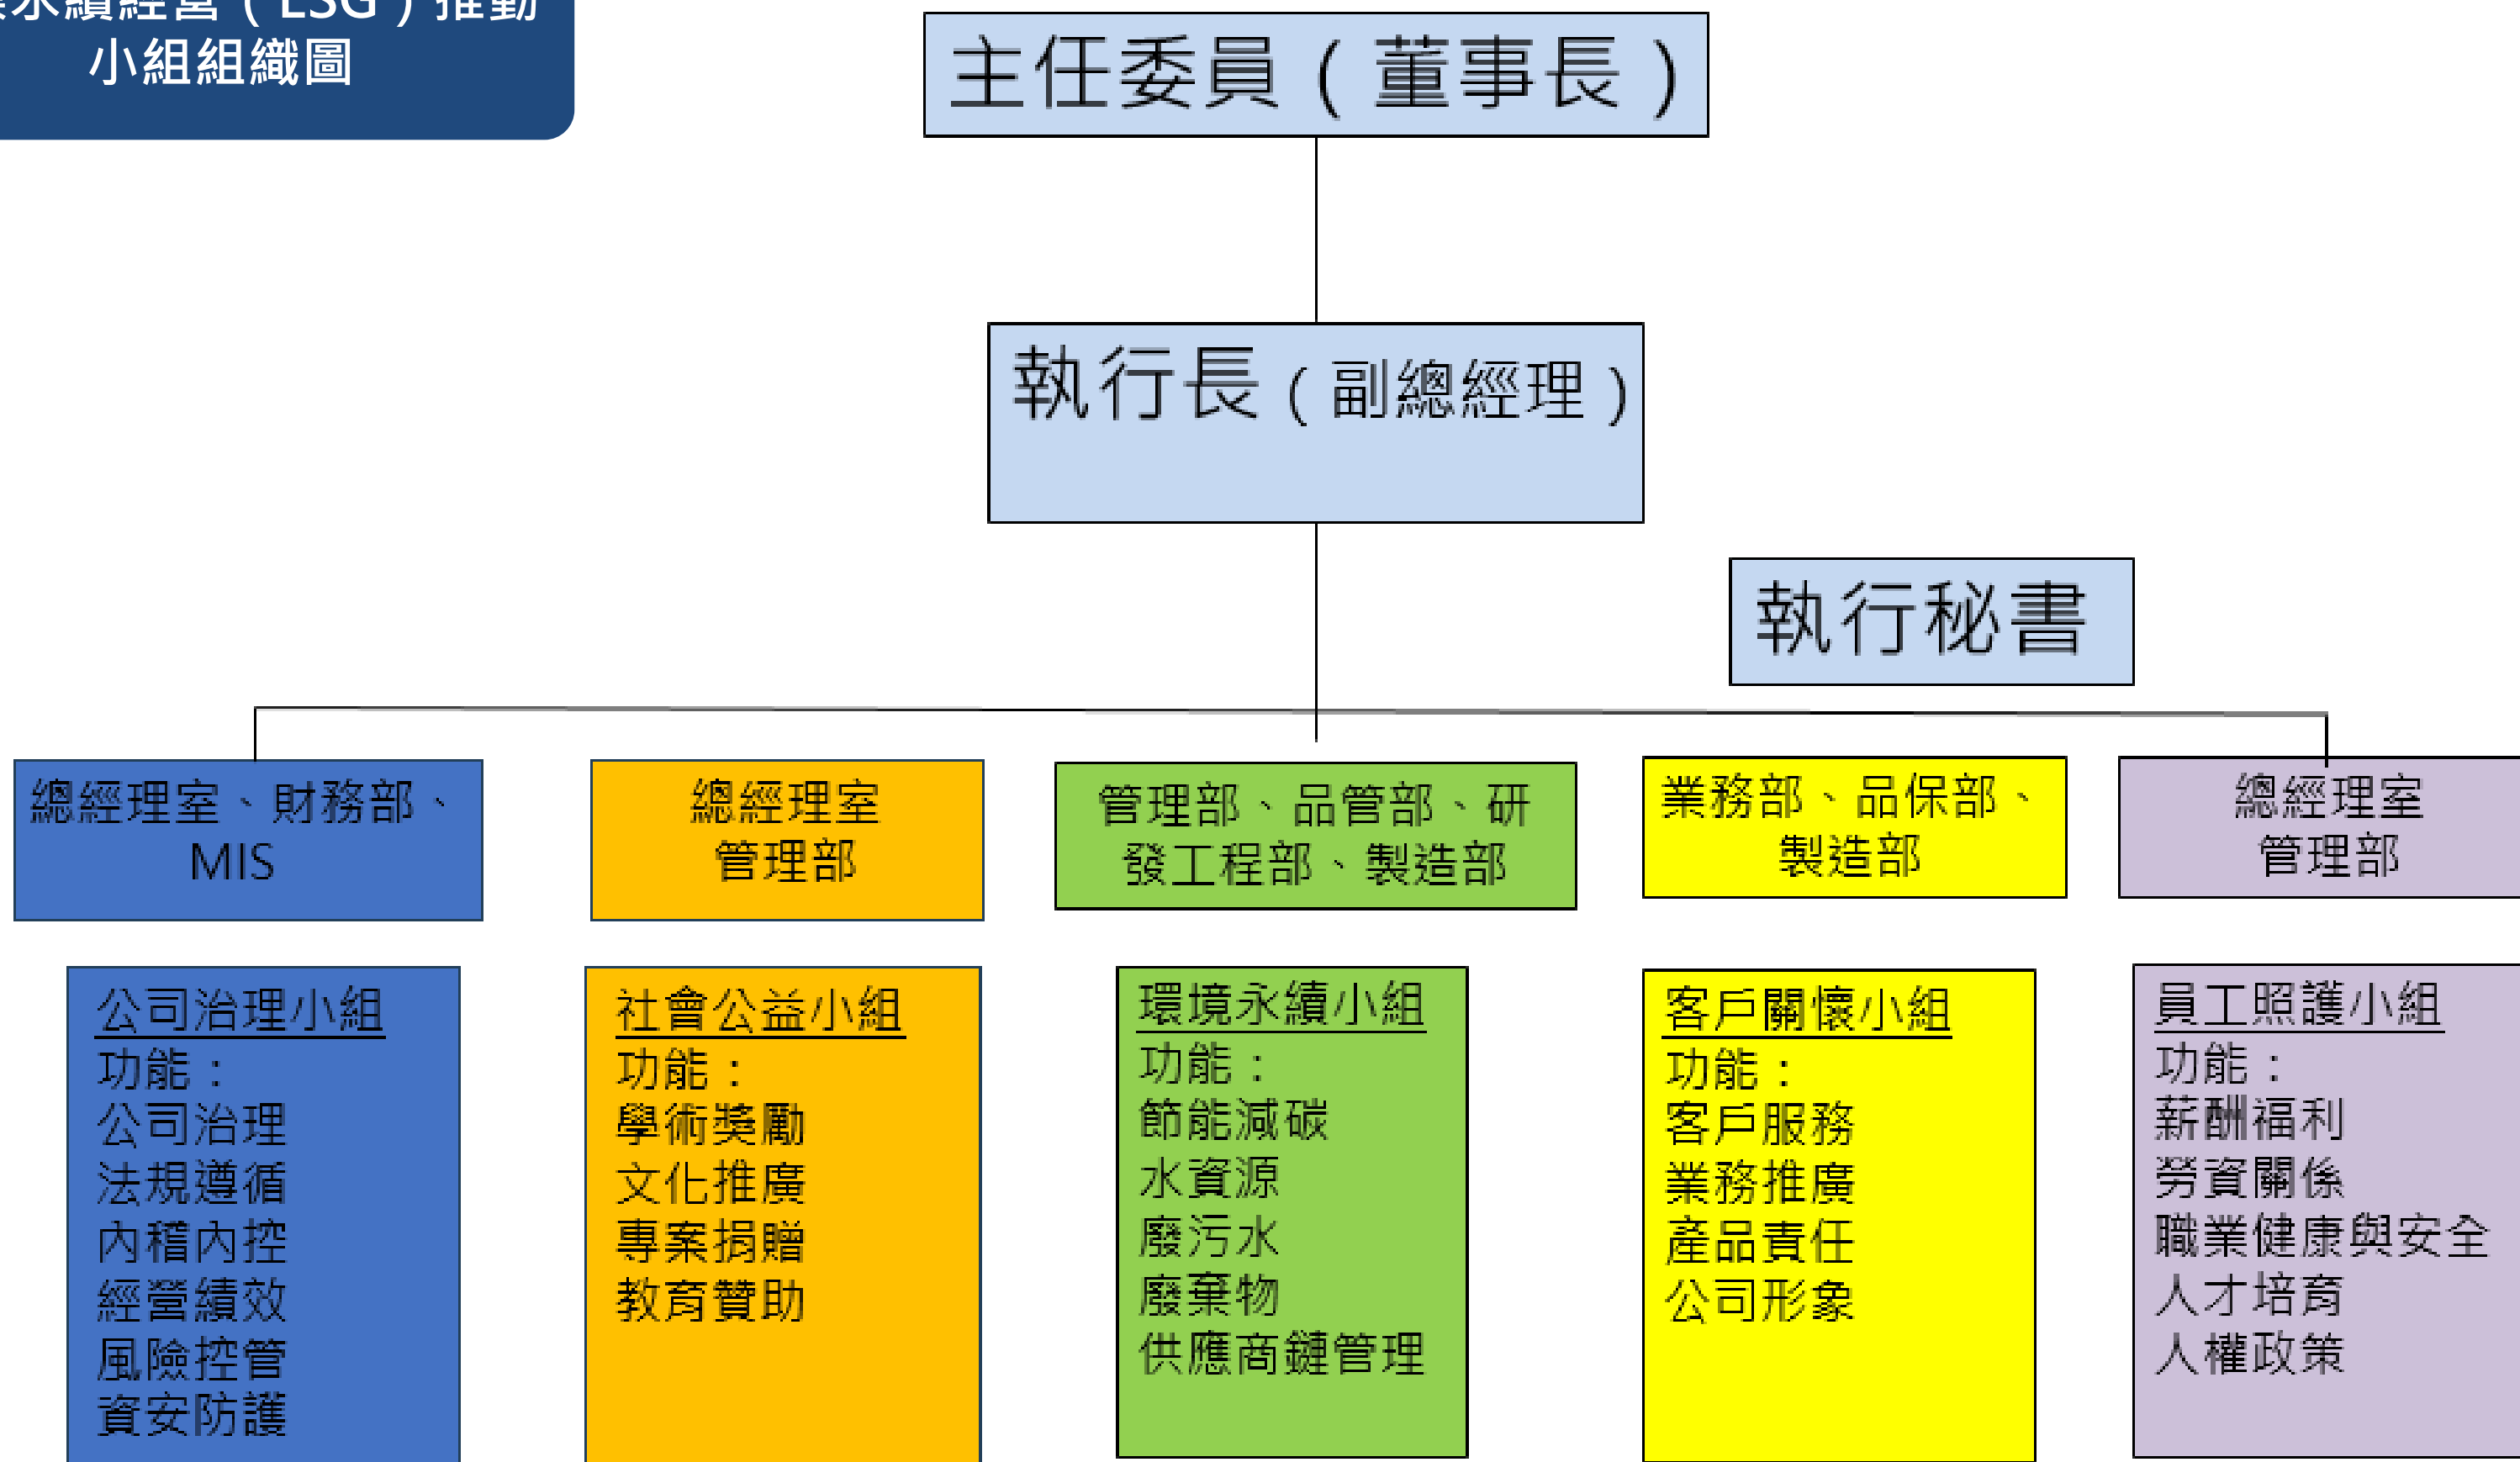 永續經營（ESG）推動
小組組織圖
主任委員（董事長）
執行長（副總經理）
執行秘書
總經理室、財務部、
MIS
總經理室
管理部
管理部、品管部、研
發工程部、製造部
業務部、品保部、
製造部
總經理室
管理部
公司治理小組
功能：
公司治理
法規遵循
內稽內控
經營績效
風險控管
資安防護
社會公益小組
功能：
學術獎勵
文化推廣
專案捐贈
教育贊助
環境永續小組
功能：
節能減碳
水資源
廢污水
廢棄物
供應商鏈管理
客戶關懷小組
功能：
客戶服務
業務推廣
產品責任
公司形象
員工照護小組
功能：
薪酬福利
勞資關係
職業健康與安全
人才培育
人權政策